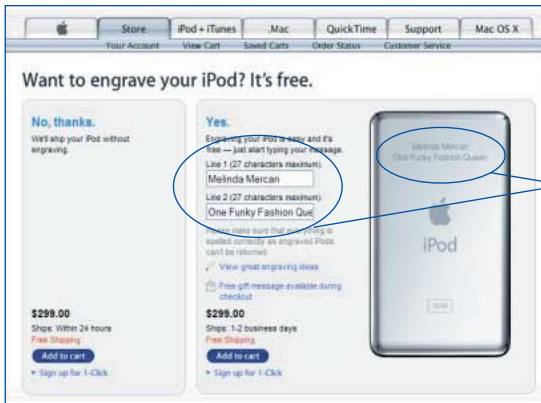 Store
iPod + iTunes
.Mac
QuickTime
Support
Mac OS X
Your Account
View Cart
Saved Carts
Order Status
Customer Service
Want to engrave your iPod? It's free.
No, thanks.
We'll ship your iPod without
engraving.
$299.00
Ships: Within 24 hours
Free Shipping
Add to cart
Sign up for 1-Click
Yes.
Engraving your iPod is easy and it's
free — just start typing your message.
Line 1 (27 characters maximum).
Melinda Mercan
Line 2 (27 characters maximum).
One Funky Fashion Que
Please make sure that everything is
spelled correctly as engraved iPods
can't be returned.
View great engraving ideas
Free gift message available during
checkout
$299.00
Ships: 1-2 business days
Free Shipping
Add to cart
Sign up for 1-Click
Melinda Mercan
One Funky Fashion Queen
iPod